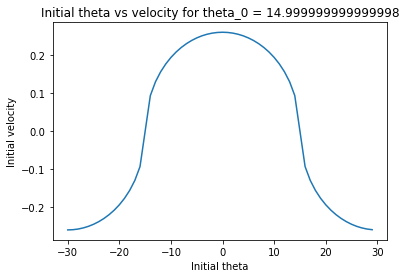 Initial theta vs velocity for theta_0 = 14.999999999999998
0.2
0.1
0.0
−0.1
−0.2
Initial velocity
−30 −20 −10 0 10 20 30
Initial theta